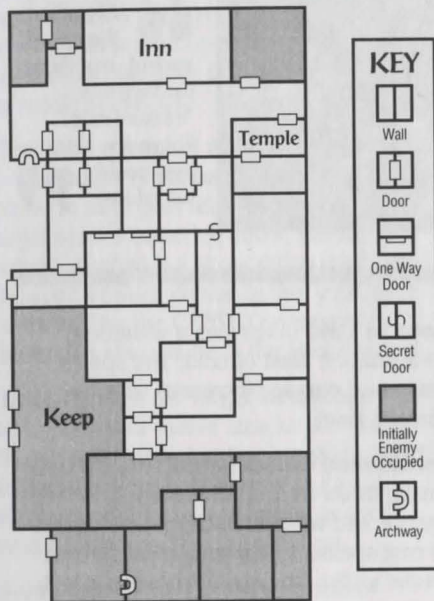 Inn
Temple
Keep
KEY
Wall
Door
One Way
Door
Secret
Door
Initially
Enemy
Occupied
Archway